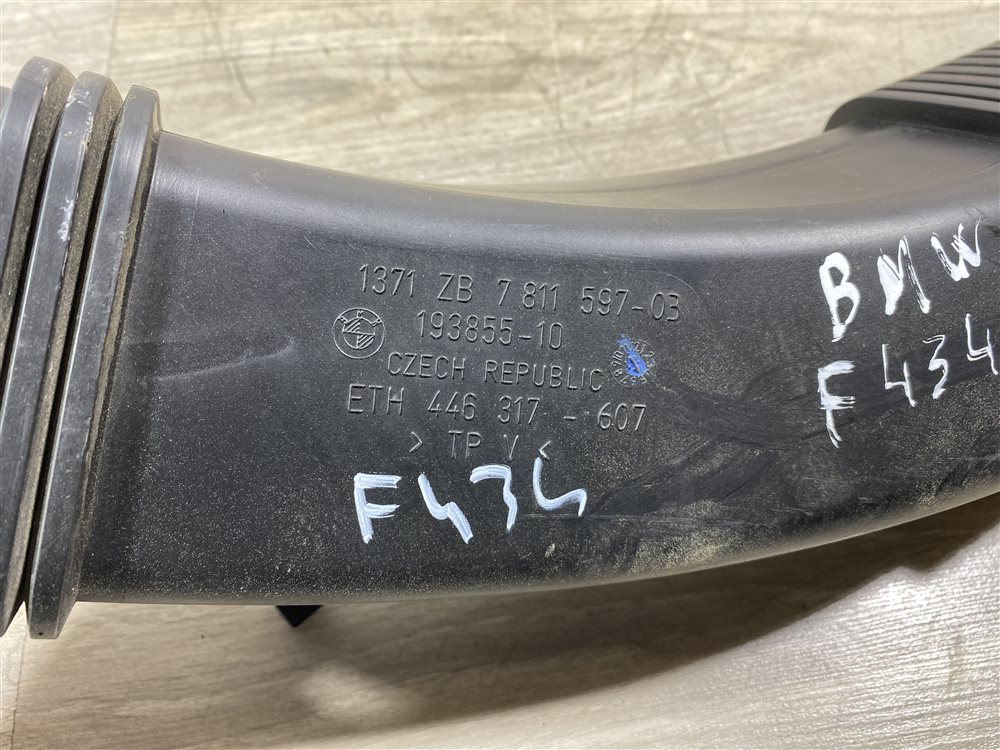 1371 ZB 7 811 597-03
193855-10
CZECH REPUBLIC
ETH 446 317 - 607
> TP V <
F434
BMW
F434